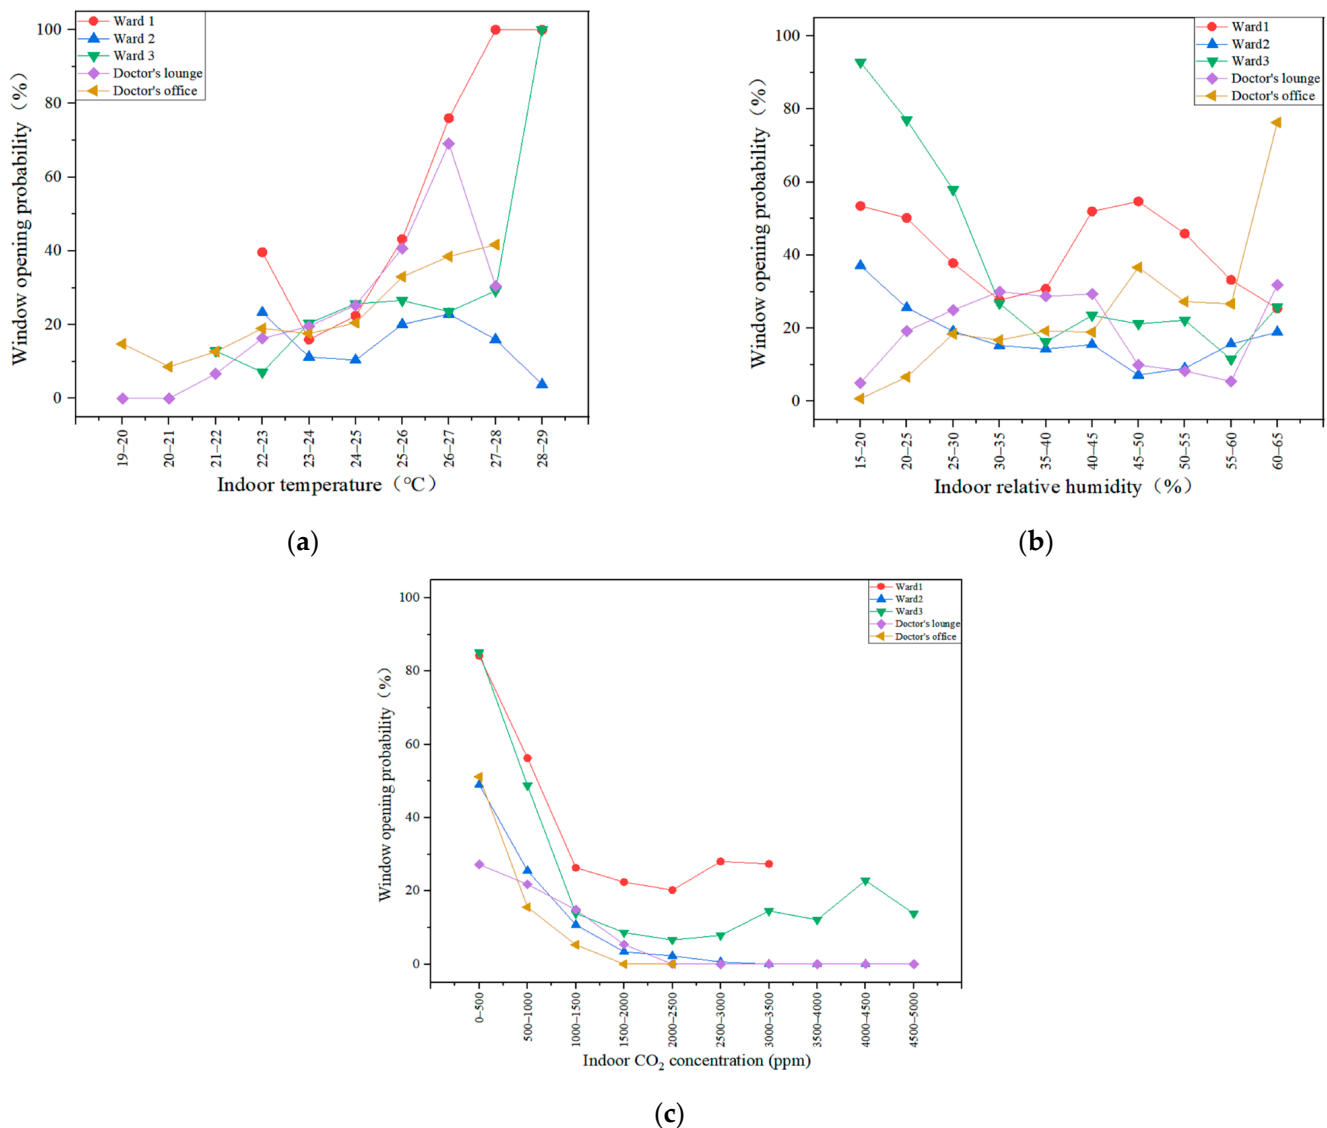 Ward 1
Ward 2
Ward 3
Doctor's lounge
Doctor's office
100
80
60
40
20
0
Window opening probability (%)
19–20
20–21
21–22
22–23
23–24
24–25
25–26
26–27
27–28
28–29
Indoor temperature (°C)
(a)
Ward1
Ward2
Ward3
Doctor's lounge
Doctor's office
100
80
60
40
20
0
Window opening probability (%)
15–20
20–25
25–30
30–35
35–40
40–45
45–50
50–55
55–60
60–65
Indoor relative humidity (%)
(b)
Ward1
Ward2
Ward3
Doctor's lounge
Doctor's office
100
80
60
40
20
0
Window opening probability (%)
0–500
500–1000
1000–1500
1500–2000
2000–2500
2500–3000
3000–3500
3500–4000
4000–4500
4500–5000
Indoor CO₂ concentration (ppm)
(c)